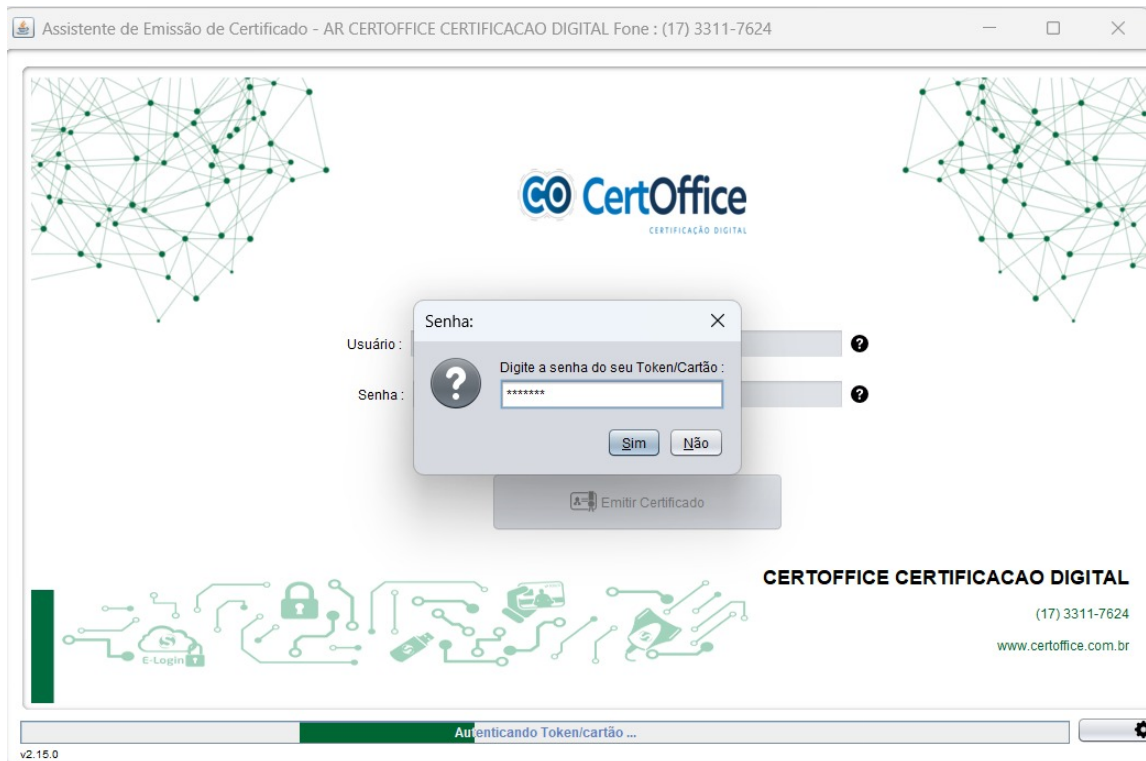 Assistente de Emissão de Certificado - AR CERTOFFICE CERTIFICACAO DIGITAL Fone : (17) 3311-7624
CO CertOffice
CERTIFICAÇÃO DIGITAL
Senha:
Usuário :
Digite a senha do seu Token/Cartão :
*******
Senha :
Sim Não
Emitir Certificado
CERTOFFICE CERTIFICACAO DIGITAL
(17) 3311-7624
www.certoffice.com.br
E-Login
Autenticando Token/cartão ...
v2.15.0